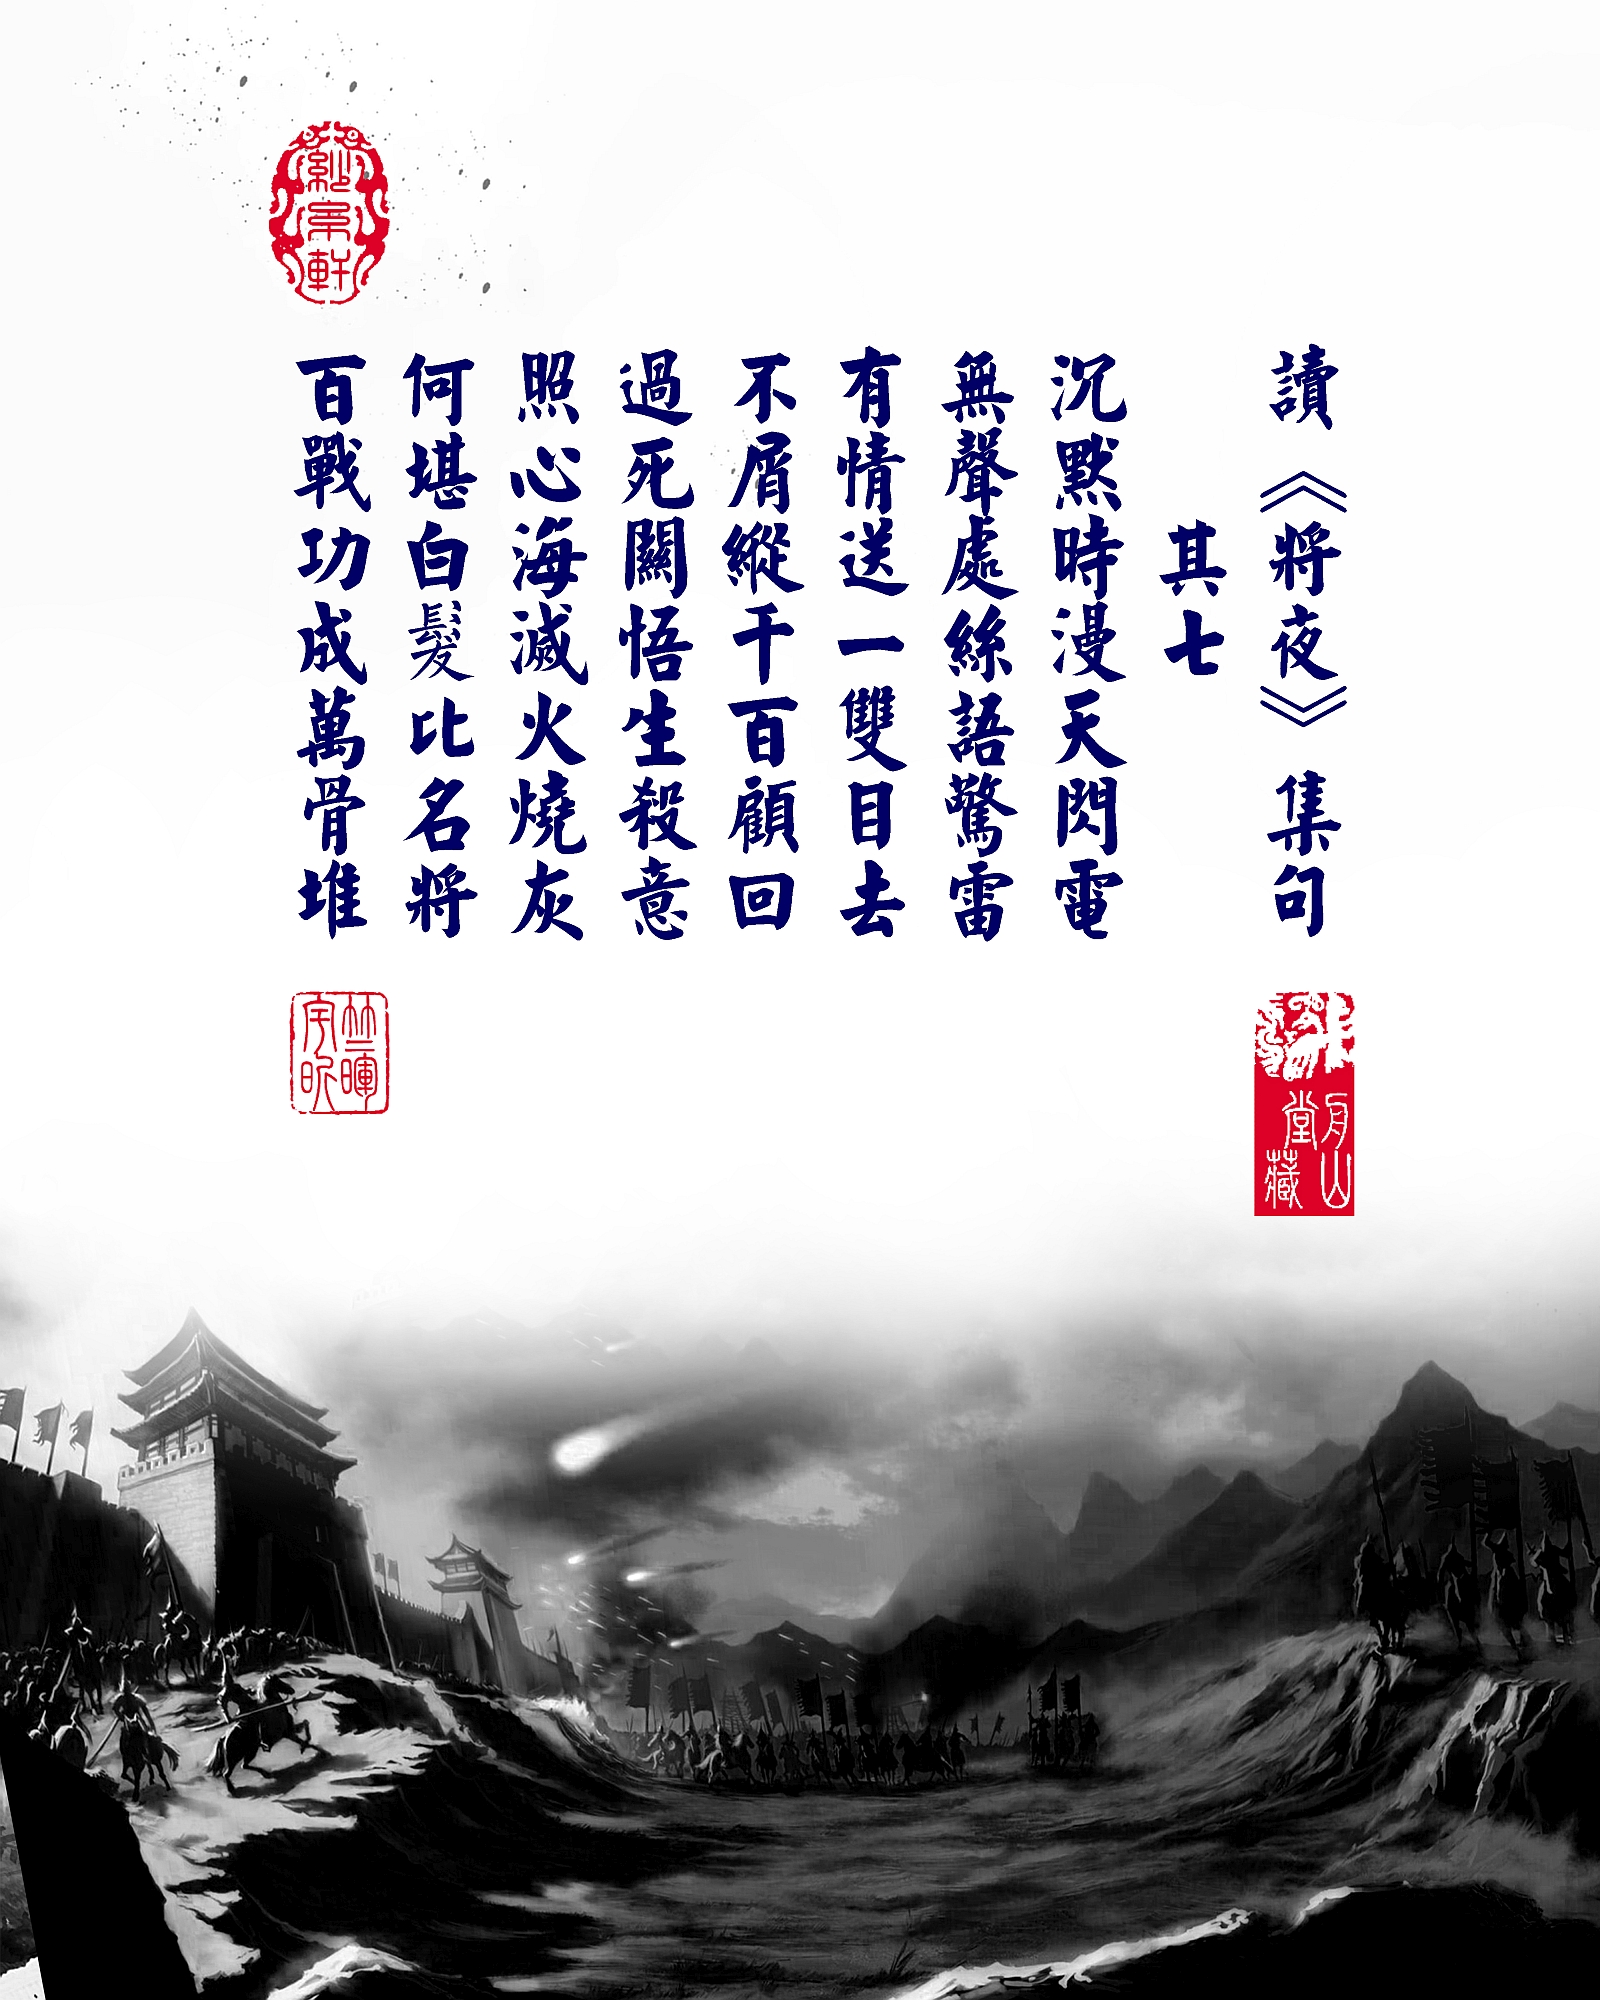 讀《將夜》集句
其七
沉默時漫天閃電
無聲處絲語驚雷
有情送一雙目去
不屑縱千百顧回
過死關悟生殺意
照心海滅火燒灰
何堪白髮比名將
百戰功成萬骨堆